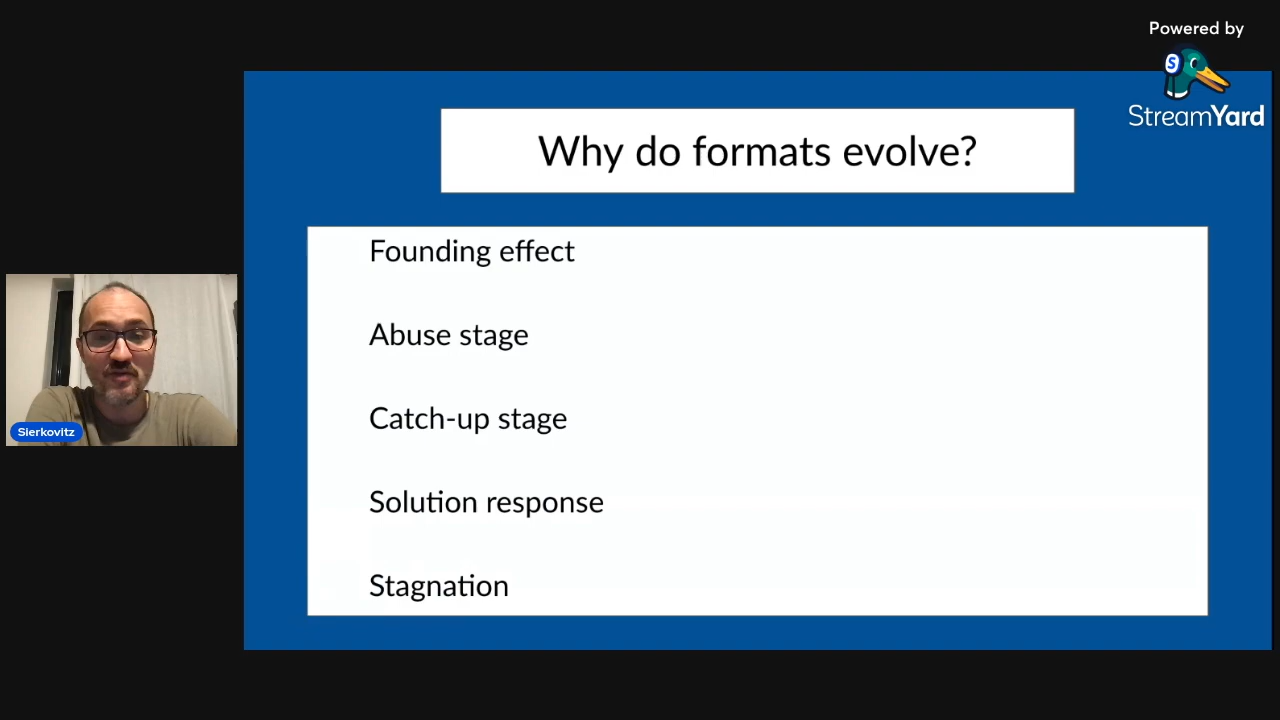 Powered by
S
StreamYard
Why do formats evolve?
Founding effect
Abuse stage
Catch-up stage
Solution response
Stagnation
Sierkovitz